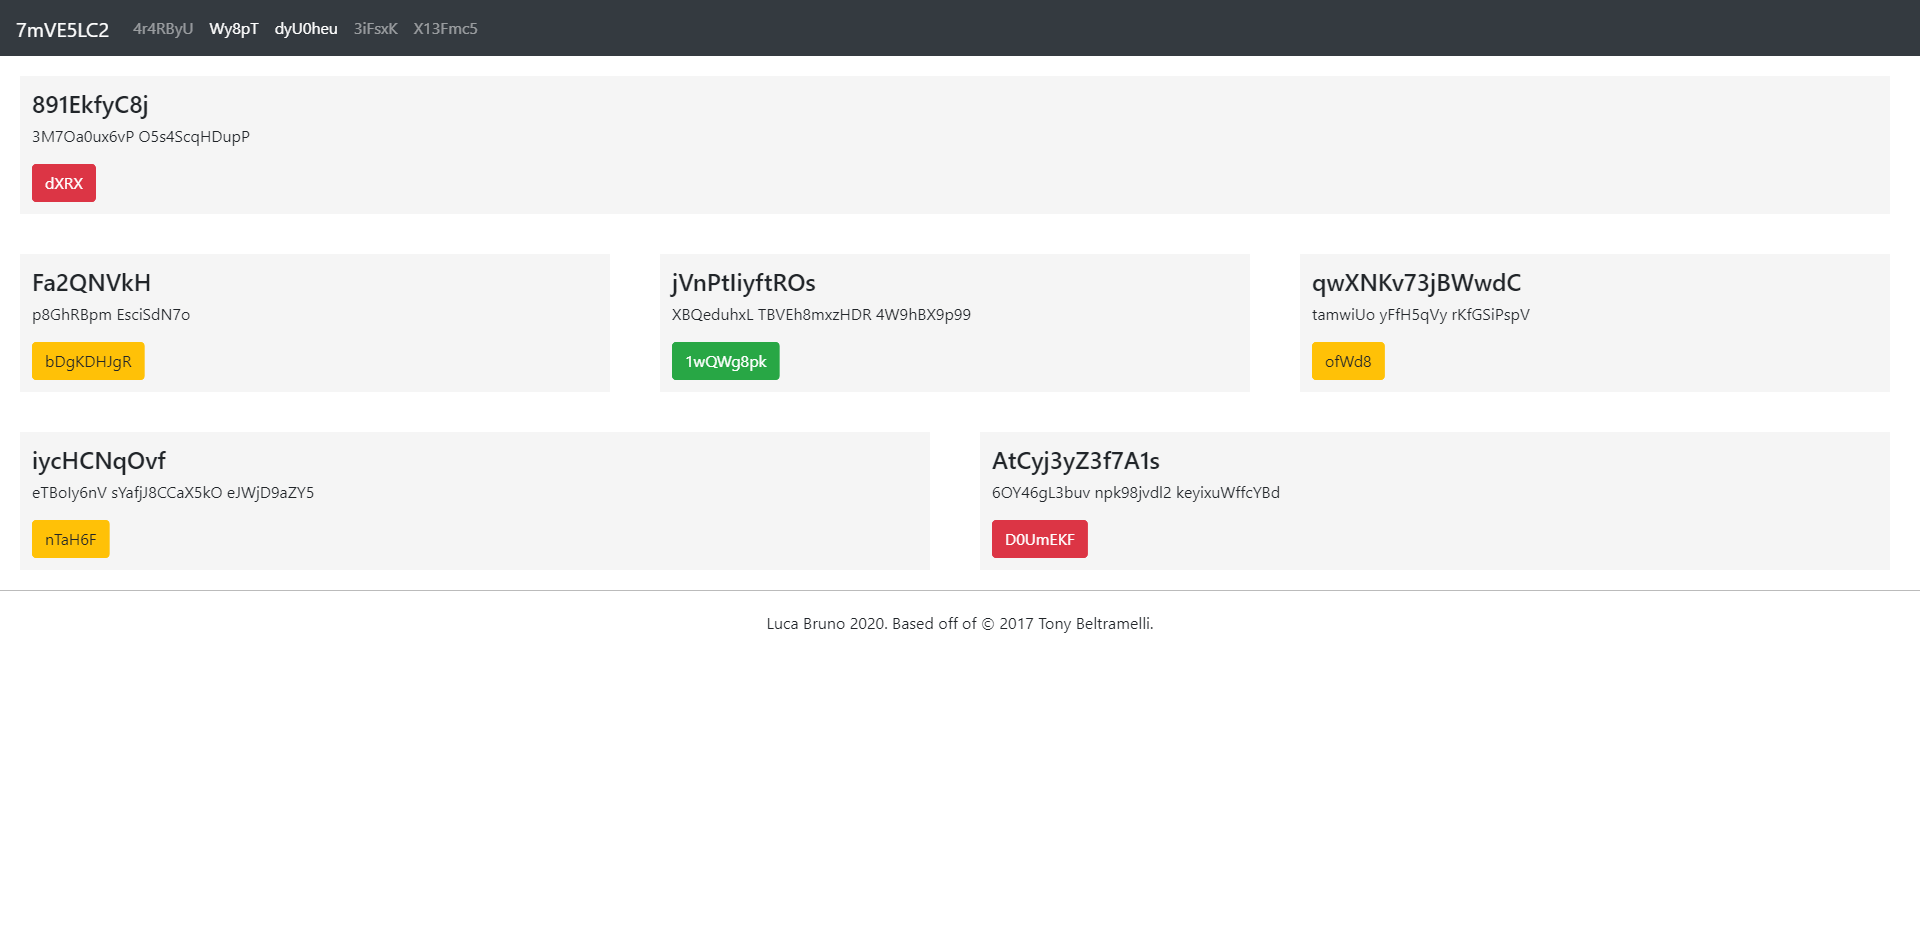 7mVE5LC2 4r4RByU Wy8pT dyU0heu 3iFsxK X13Fmc5
891EkfyC8j
3M7Oa0ux6vP O5s4ScqHDupP
dXRX
Fa2QNVkH
p8GhRBpm EsciSdN7o
bDgKDHJgR
jVnPtIiyftROs
XBQeduhxL TBVEh8mxzHDR 4W9hBX9p99
1wQWg8pk
qwXNKv73jBWwdC
tamwiUo yFfH5qVy rKfGSiPspV
ofWd8
iycHCNqOvf
eTBoIy6nV sYafjJ8CCaX5kO eJWjD9aZY5
nTaH6F
AtCyj3yZ3f7A1s
6OY46gL3buv npk98jvdl2 keyixuWffcYBd
D0UmEKF
Luca Bruno 2020. Based off of © 2017 Tony Beltramelli.